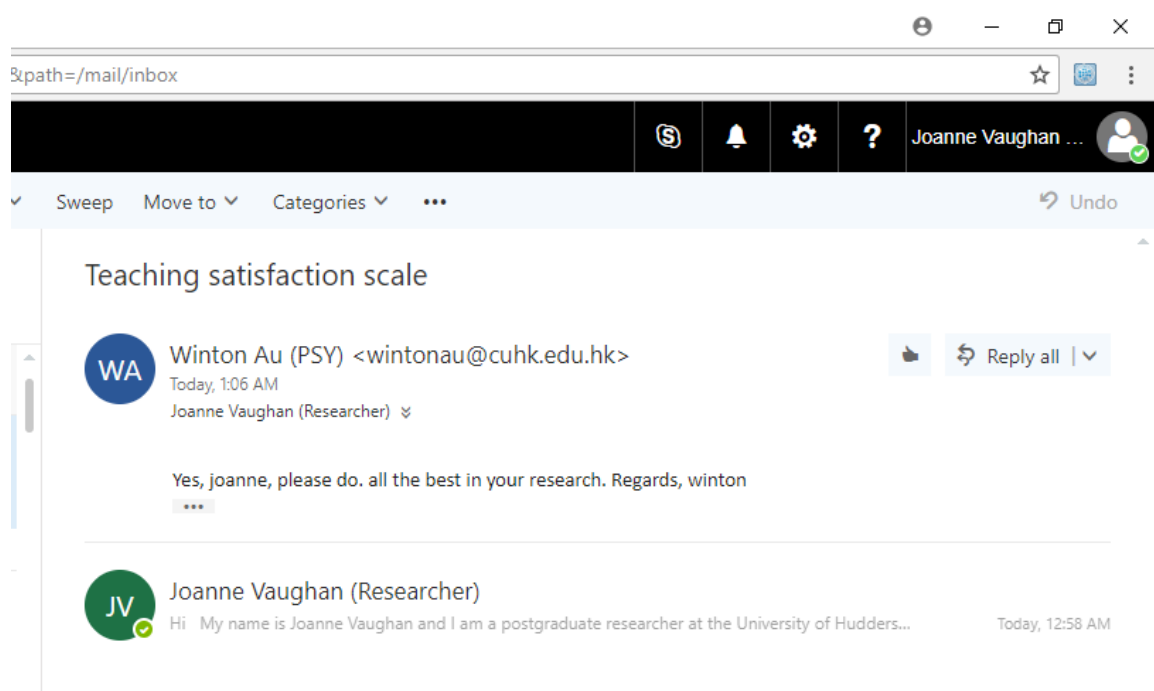 &path=/mail/inbox
Joanne Vaughan ...
Sweep Move to Categories ••• Undo
Teaching satisfaction scale
WA
Winton Au (PSY) <wintonau@cuhk.edu.hk>
Reply all
Today, 1:06 AM
Joanne Vaughan (Researcher)
Yes, joanne, please do. all the best in your research. Regards, winton
•••
JV
Joanne Vaughan (Researcher)
Hi My name is Joanne Vaughan and I am a postgraduate researcher at the University of Hudders... Today, 12:58 AM